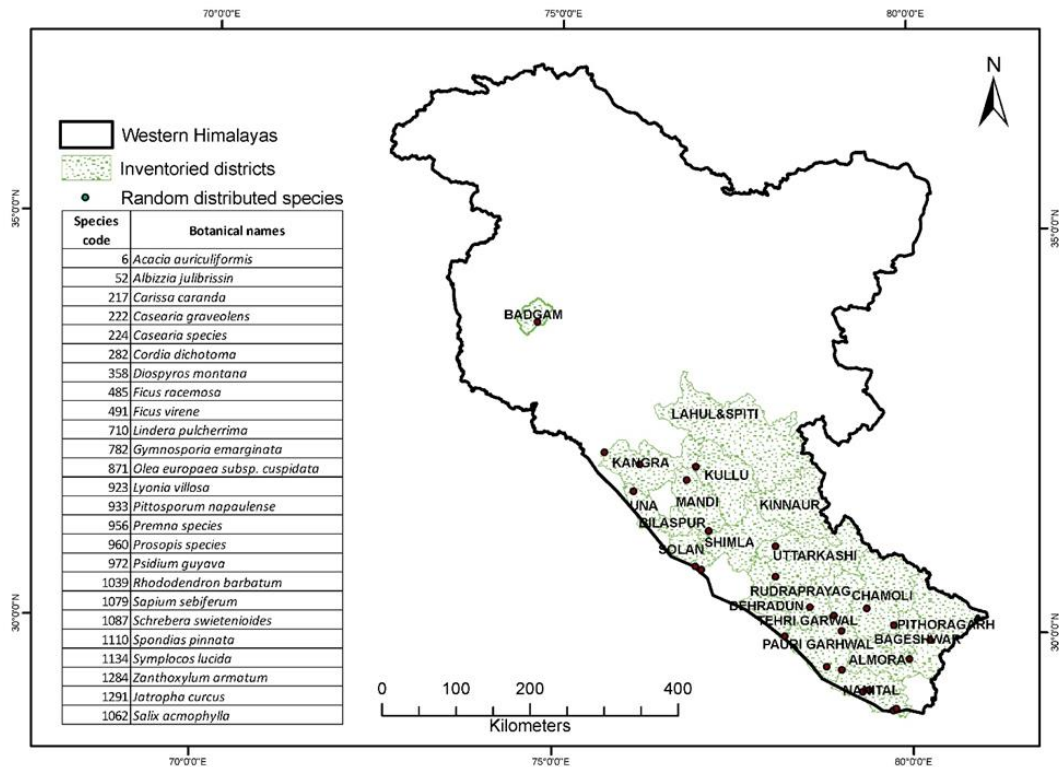 70°0'0"E 75°0'0"E 80°0'0"E
N
Western Himalayas
Inventoried districts
Random distributed species
Species code Botanical names
6 Acacia auriculiformis
52 Albizzia julibrissin
217 Carissa caranda
222 Casearia graveolens
224 Casearia species
282 Cordia dichotoma
358 Diospyros montana
485 Ficus racemosa
491 Ficus virene
710 Lindera pulcherrima
782 Gymnosporia emarginata
871 Olea europaea subsp. cuspidata
923 Lyonia villosa
933 Pittosporum napaulense
956 Premna species
960 Prosopis species
972 Psidium guyava
1039 Rhododendron barbatum
1079 Sapium sebiferum
1087 Schrebera swietenioides
1110 Spondias pinnata
1134 Symplocos lucida
1284 Zanthoxylum armatum
1291 Jatropha curcus
1062 Salix acmophylla
35°0'0"N
30°0'0"N
35°0'0"N
30°0'0"N
BADGAM
LAHUL&SPITI
KANGRA
KULLU
UNA
MANDI
KINNAUR
BILASPUR
SHIMLA
SOLAN
UTTARKASHI
RUDRAPRAYAG
CHAMOLI
DEHRADUN
TEHRI GARWAL
PITHORAGARH
BAGESHWAR
PAURI GARHWAL
ALMORA
NANITAL
0 100 200 400
Kilometers
70°0'0"E 75°0'0"E 80°0'0"E